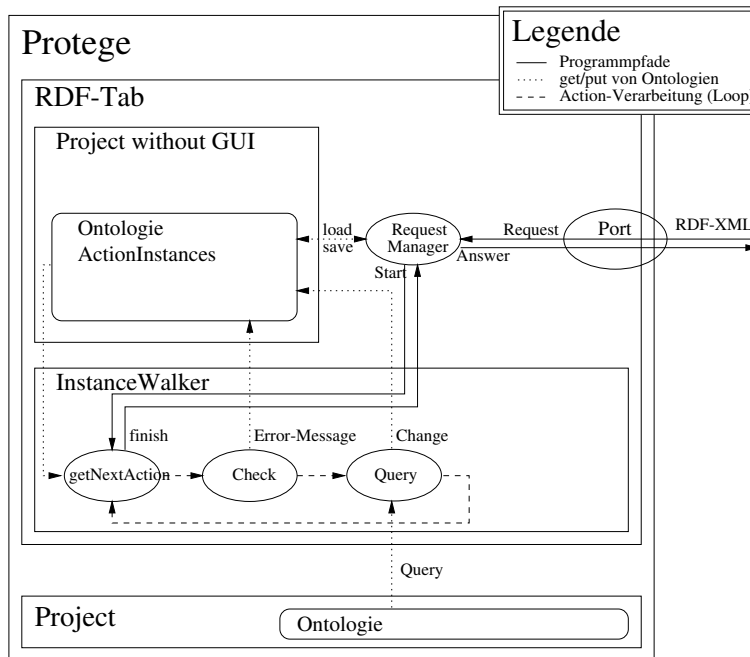 Protege
Legende
Programmpfade
get/put von Ontologien
Action-Verarbeitung (Loop)
RDF-Tab
Project without GUI
Ontologie
ActionInstances
load
save
Request
Manager
Start
Answer
Request
Port
RDF-XML
InstanceWalker
finish
Error-Message
Change
getNextAction
Check
Query
Query
Project
Ontologie